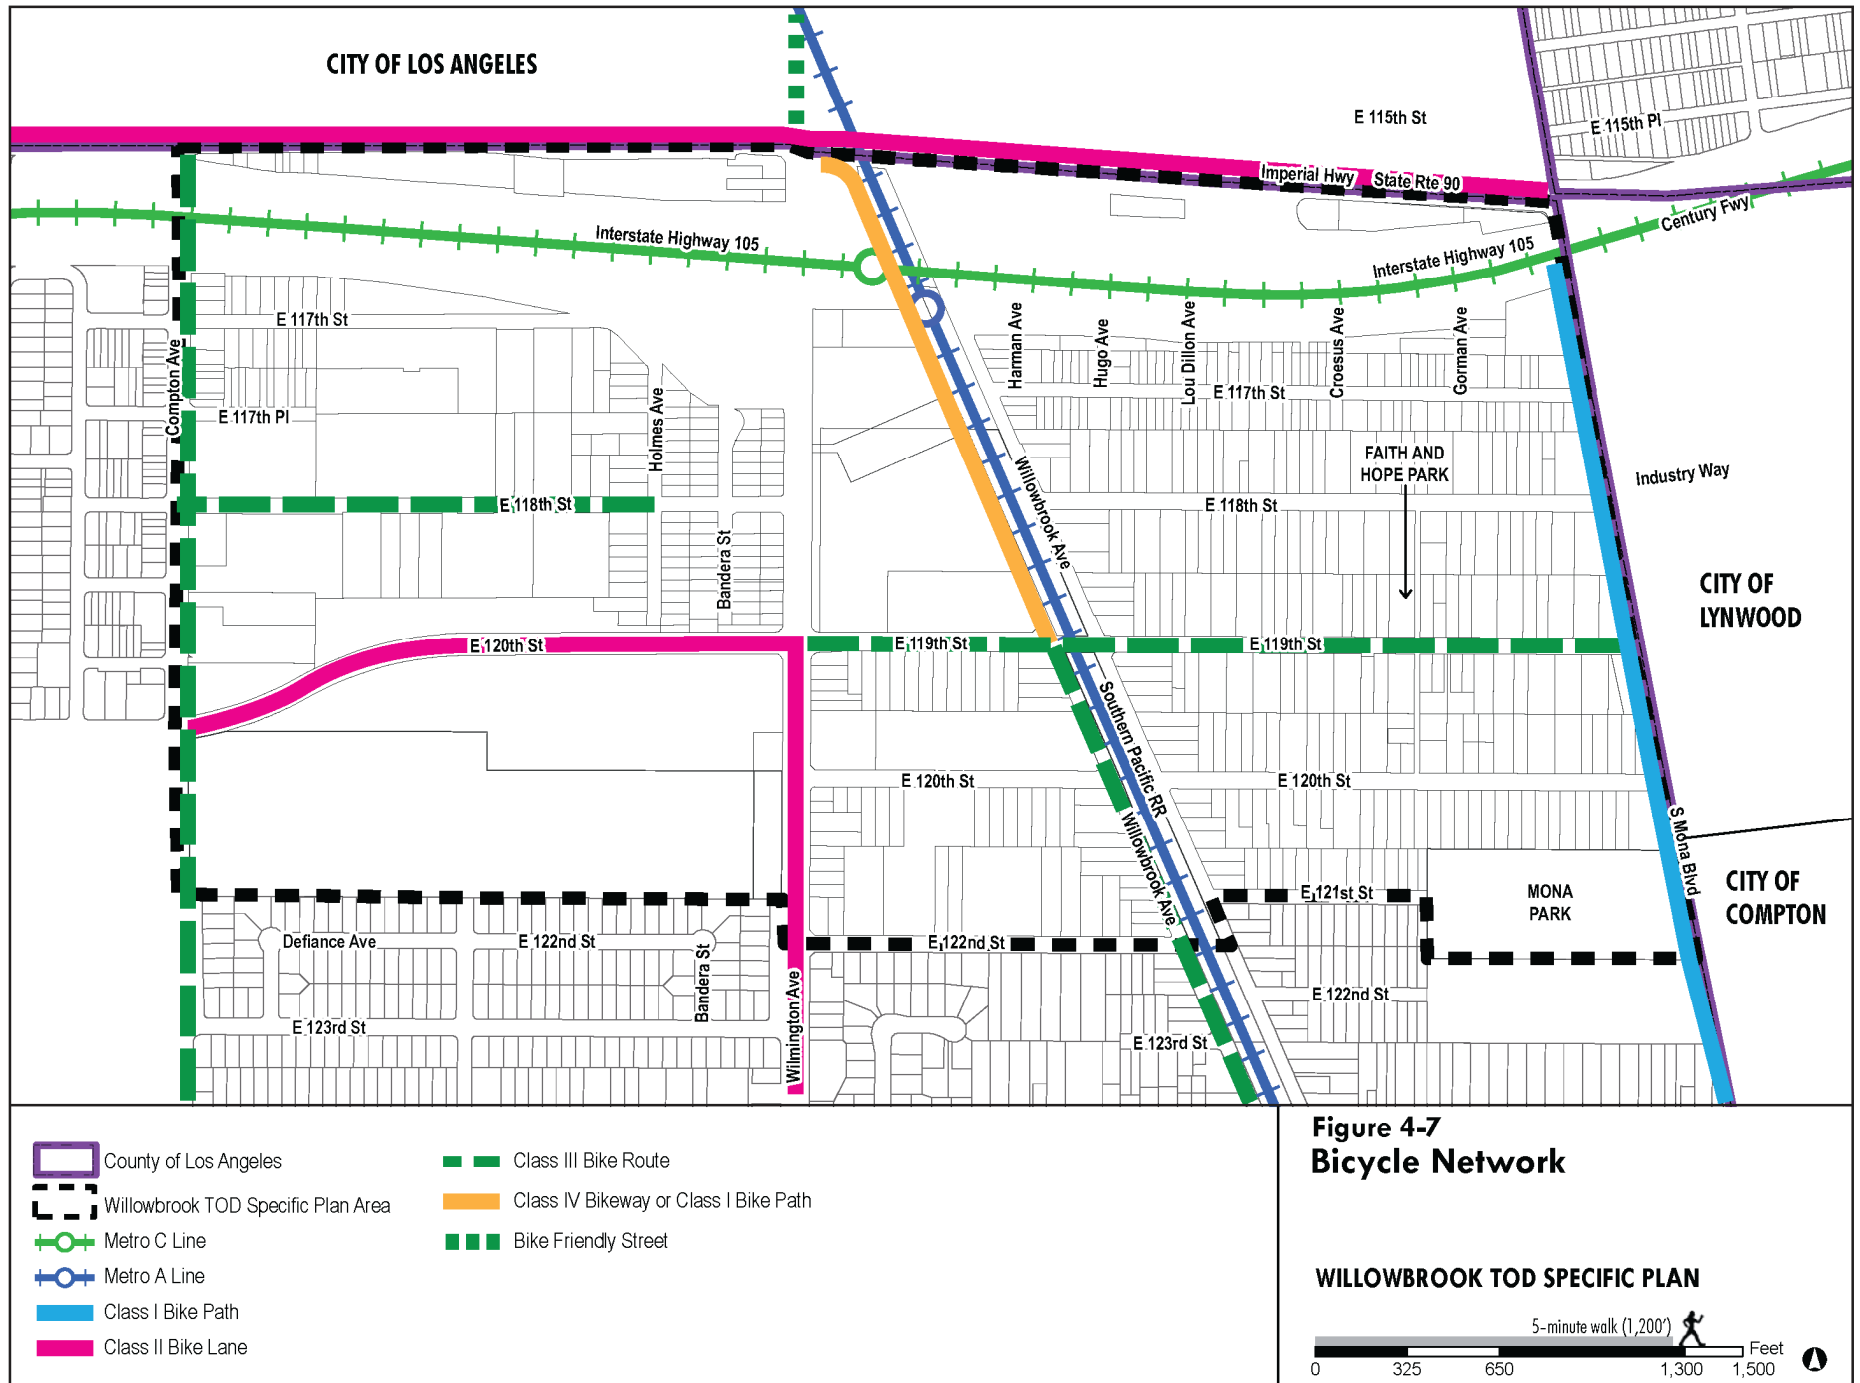 CITY OF LOS ANGELES
E 115th St
E 115th Pl
Imperial Hwy
State Rte 90
Century Fwy
Interstate Highway 105
Interstate Highway 105
E 117th St
Compton Ave
E 117th Pl
Holmes Ave
Harman Ave
Hugo Ave
Lou Dillon Ave
Croesus Ave
Gorman Ave
E 117th St
FAITH AND
HOPE PARK
Willowbrook Ave
Industry Way
E 118th St
E 118th St
Bandera St
CITY OF
LYNWOOD
E 120th St
E 119th St
E 119th St
Southern Pacific RR
E 120th St
E 120th St
Willowbrook Ave
S Mona Blvd
E 121st St
MONA
PARK
CITY OF
COMPTON
Defiance Ave
E 122nd St
Bandera St
E 122nd St
E 122nd St
Wilmington Ave
E 123rd St
E 123rd St
County of Los Angeles
Willowbrook TOD Specific Plan Area
Metro C Line
Metro A Line
Class I Bike Path
Class II Bike Lane
Class III Bike Route
Class IV Bikeway or Class I Bike Path
Bike Friendly Street
Figure 4-7
Bicycle Network
WILLOWBROOK TOD SPECIFIC PLAN
5-minute walk (1,200')
Feet
0 325 650 1,300 1,500